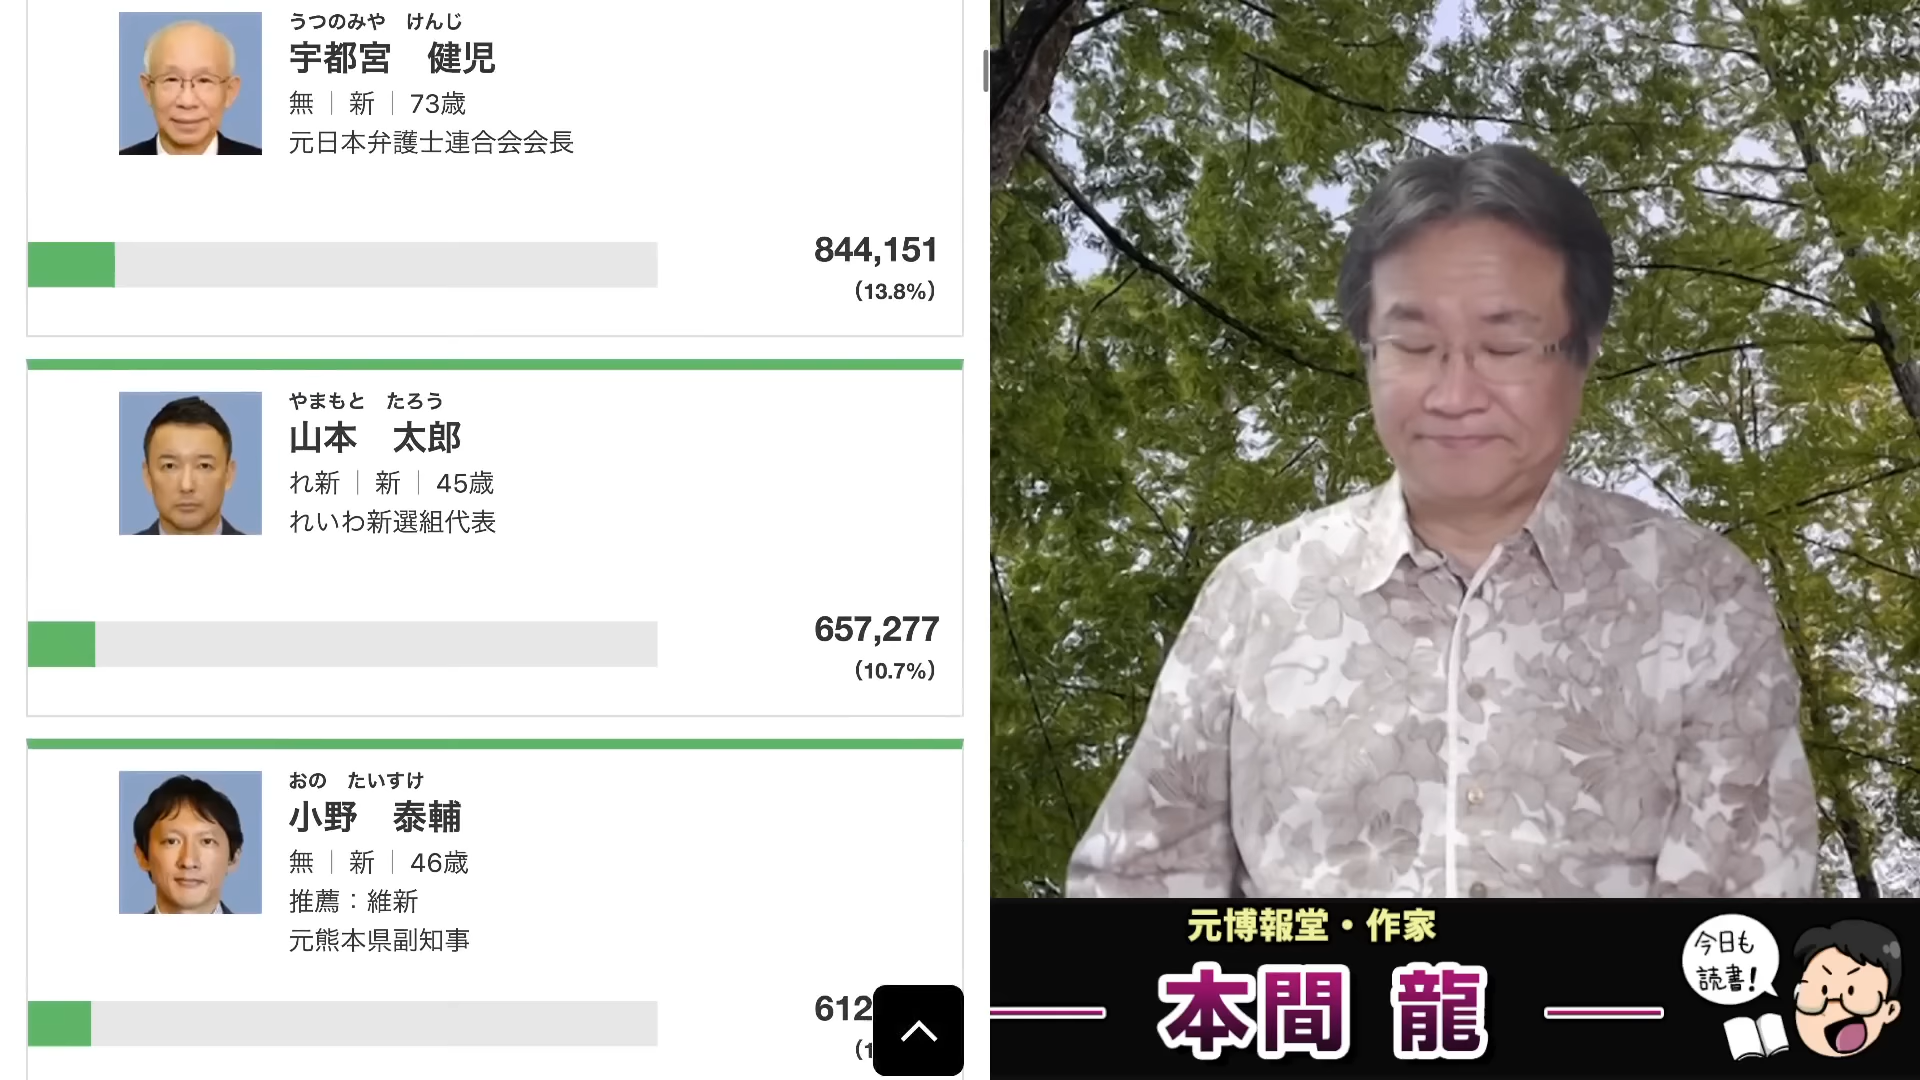 うつのみや　けんじ
宇都宮　健児
無｜新｜73歳
元日本弁護士連合会会長
844,151
(13.8%)
やまもと　たろう
山本　太郎
れ新｜新｜45歳
れいわ新選組代表
657,277
(10.7%)
おの　たいすけ
小野　泰輔
無｜新｜46歳
推薦：維新
元熊本県副知事
612
(1
元博報堂・作家
本間 龍
今日も
読書!